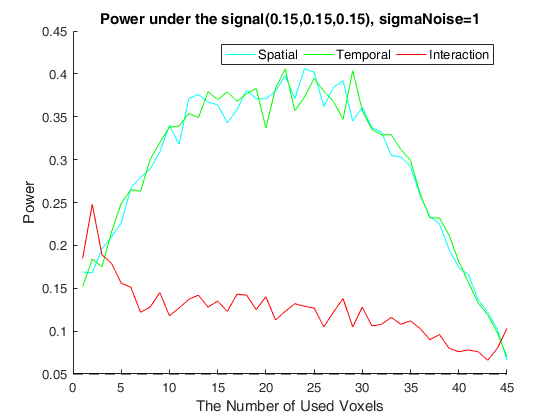 Power under the signal(0.15,0.15,0.15), sigmaNoise=1
Spatial Temporal Interaction
0.45
0.4
0.35
0.3
0.25
0.2
0.15
0.1
0.05
Power
0 5 10 15 20 25 30 35 40 45
The Number of Used Voxels